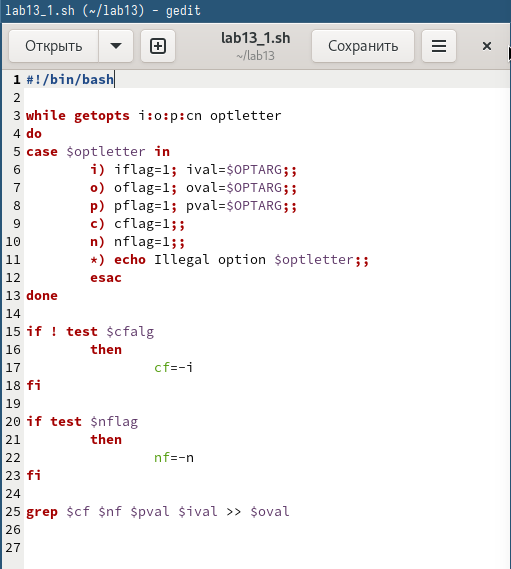 lab13_1.sh (~/lab13) – gedit
Открыть
lab13_1.sh
~/lab13
Сохранить
1 #!/bin/bash
2
3 while getopts i:o:p:cn optletter
4 do
5 case $optletter in
6 i) iflag=1; ival=$OPTARG;;
7 o) oflag=1; oval=$OPTARG;;
8 p) pflag=1; pval=$OPTARG;;
9 c) cflag=1;;
10 n) nflag=1;;
11 *) echo Illegal option $optletter;;
12 esac
13 done
14
15 if ! test $cfalg
16 then
17 cf=-i
18 fi
19
20 if test $nflag
21 then
22 nf=-n
23 fi
24
25 grep $cf $nf $pval $ival >> $oval
26
27